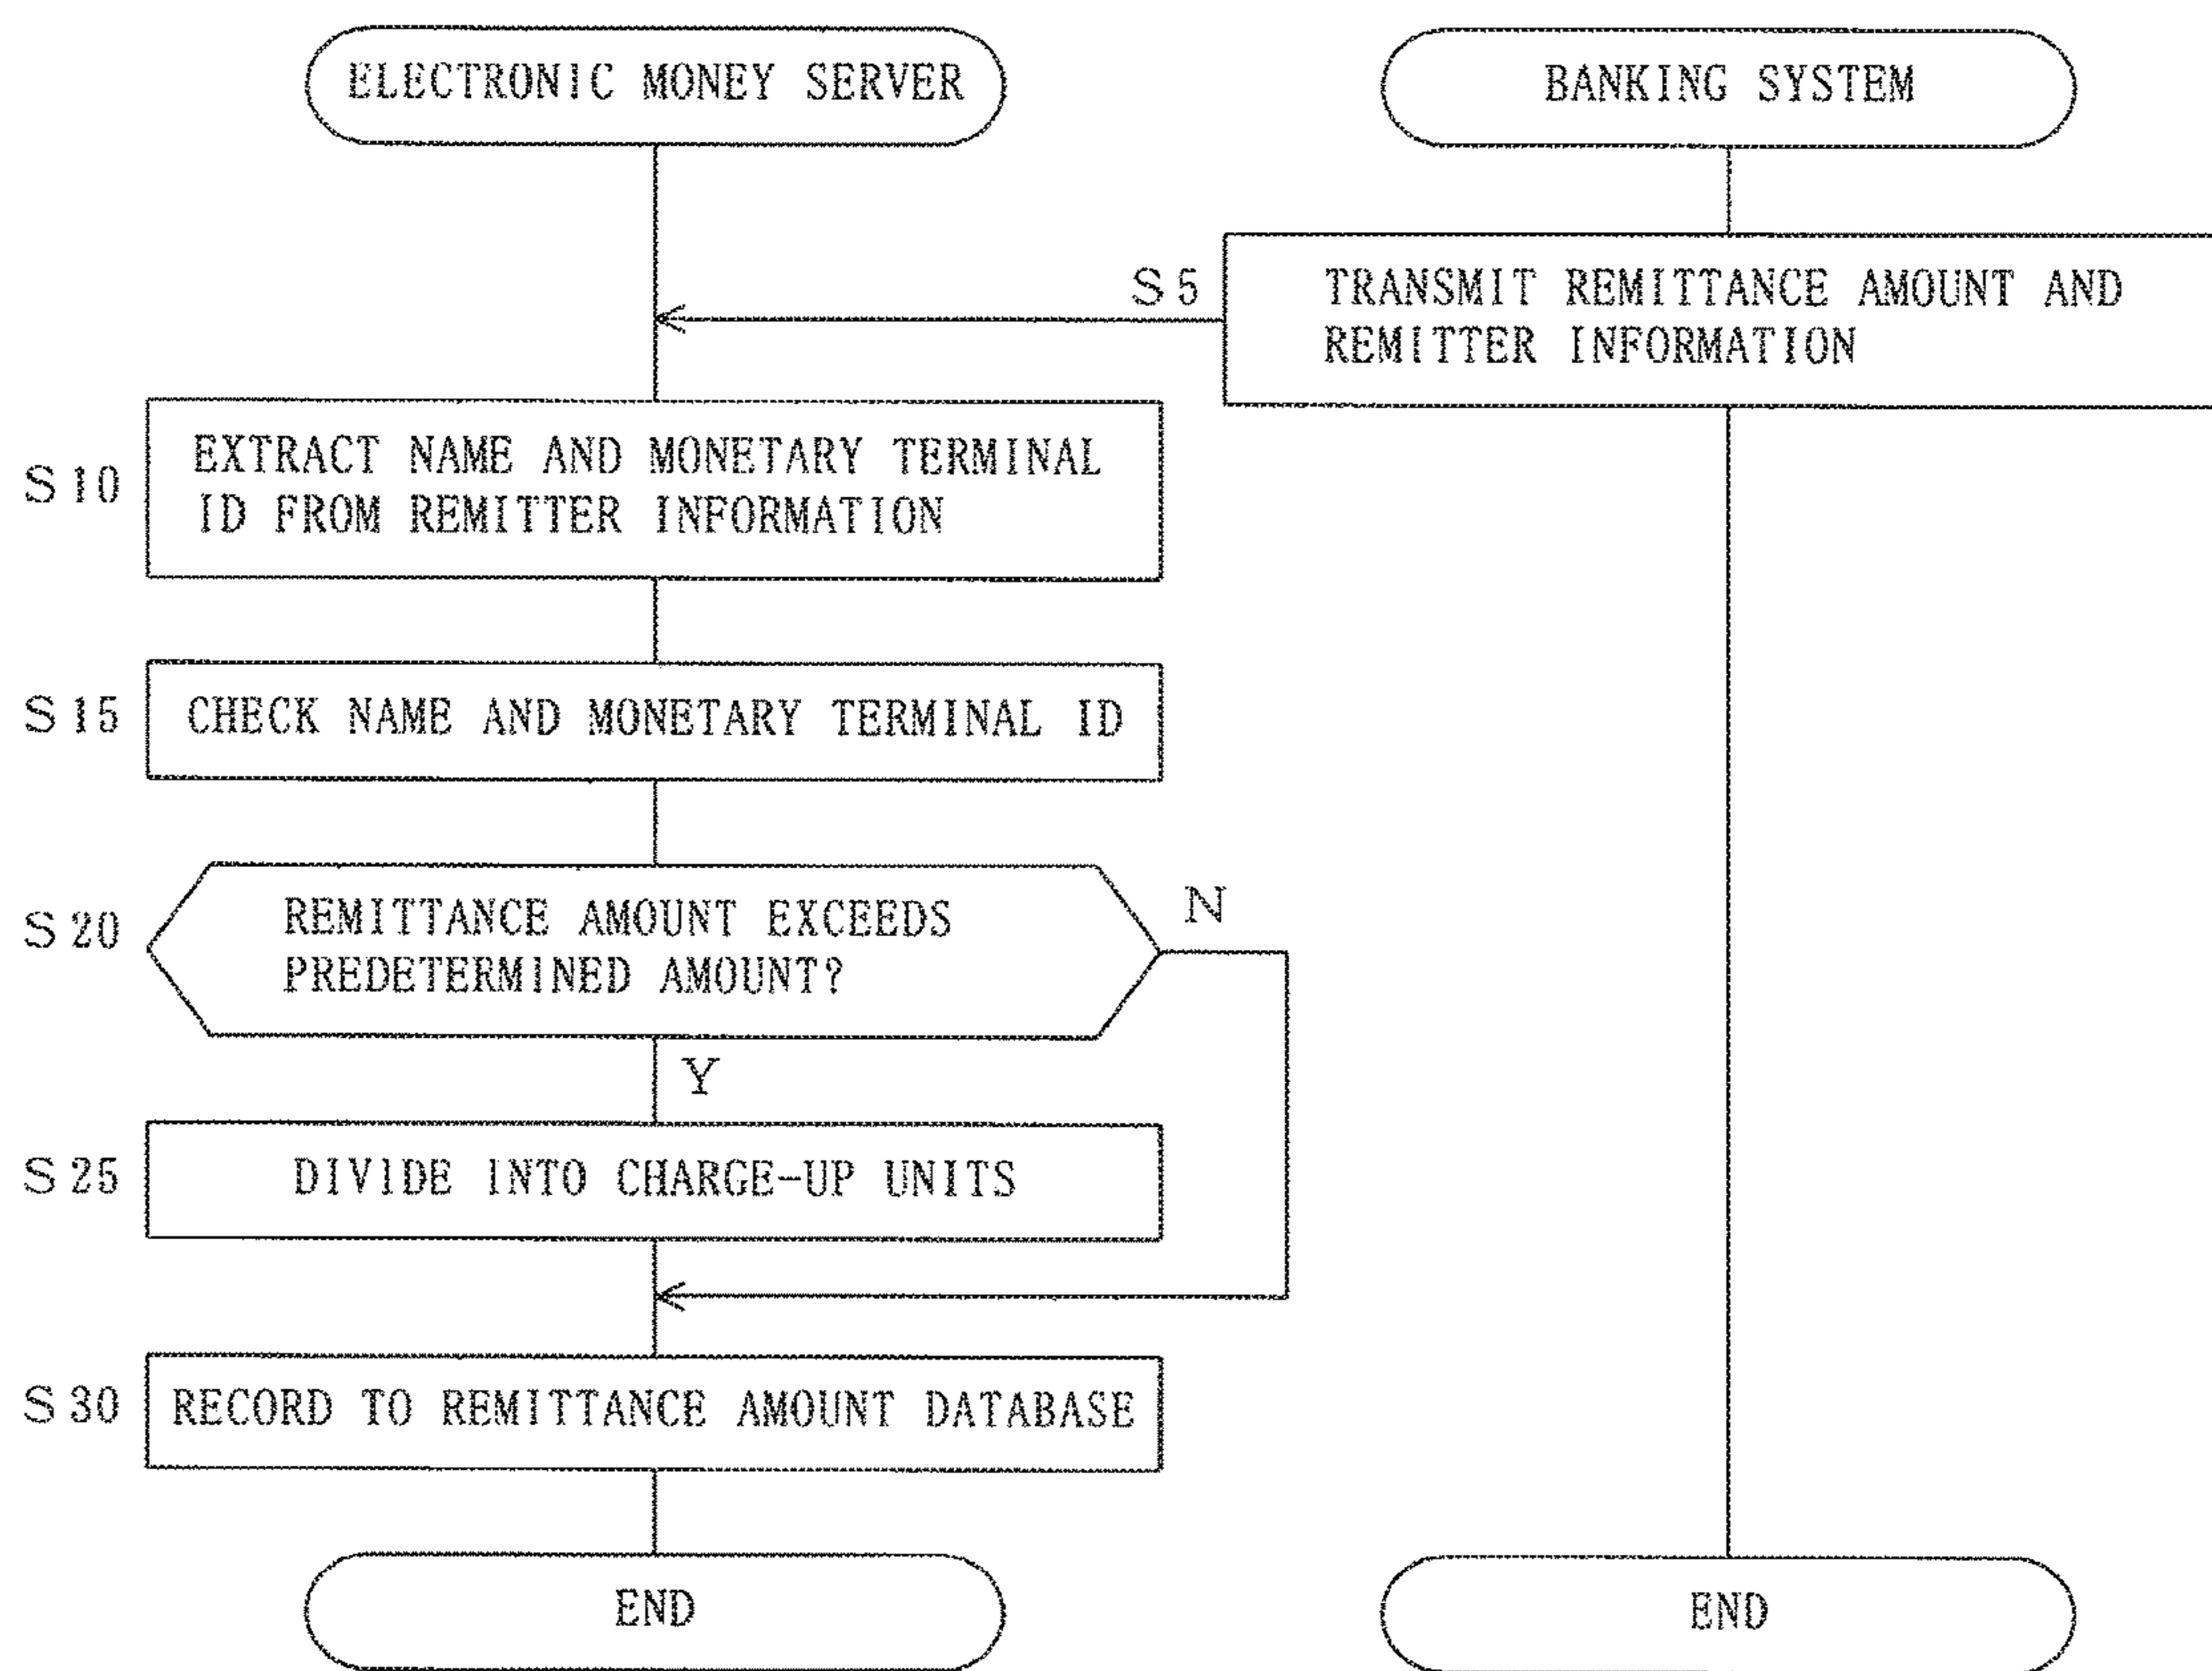 ELECTRONIC MONEY SERVER
BANKING SYSTEM
S5
TRANSMIT REMITTANCE AMOUNT AND
REMITTER INFORMATION
S10
EXTRACT NAME AND MONETARY TERMINAL
ID FROM REMITTER INFORMATION
S15
CHECK NAME AND MONETARY TERMINAL ID
S20
REMITTANCE AMOUNT EXCEEDS
PREDETERMINED AMOUNT?
N
Y
S25
DIVIDE INTO CHARGE-UP UNITS
S30
RECORD TO REMITTANCE AMOUNT DATABASE
END
END